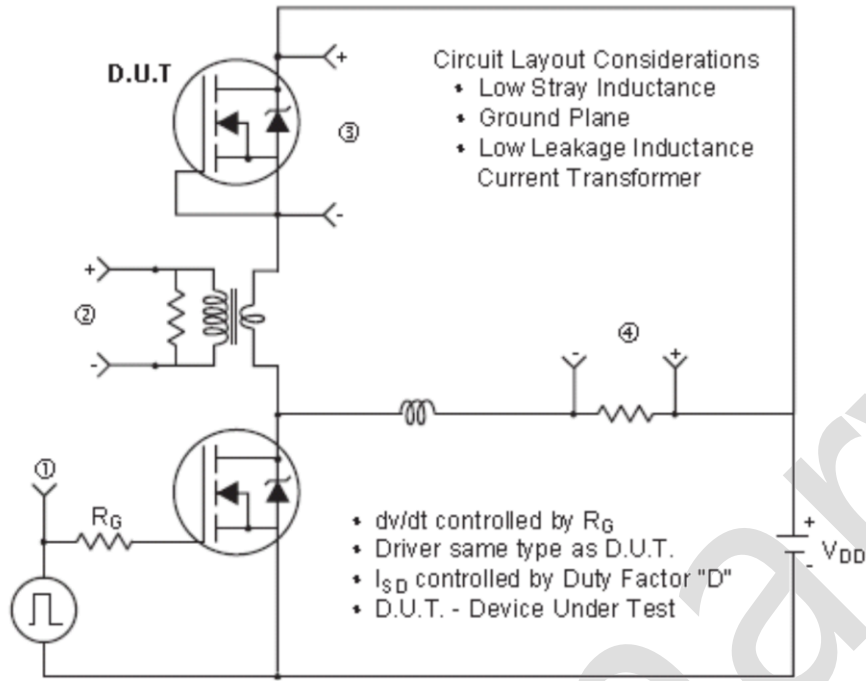 D.U.T
+
-
③
Circuit Layout Considerations
• Low Stray Inductance
• Ground Plane
• Low Leakage Inductance
Current Transformer
+
②
-
④
- +
①
R_G
• dv/dt controlled by R_G
• Driver same type as D.U.T.
• I_SD controlled by Duty Factor "D"
• D.U.T. - Device Under Test
+
V_DD
-